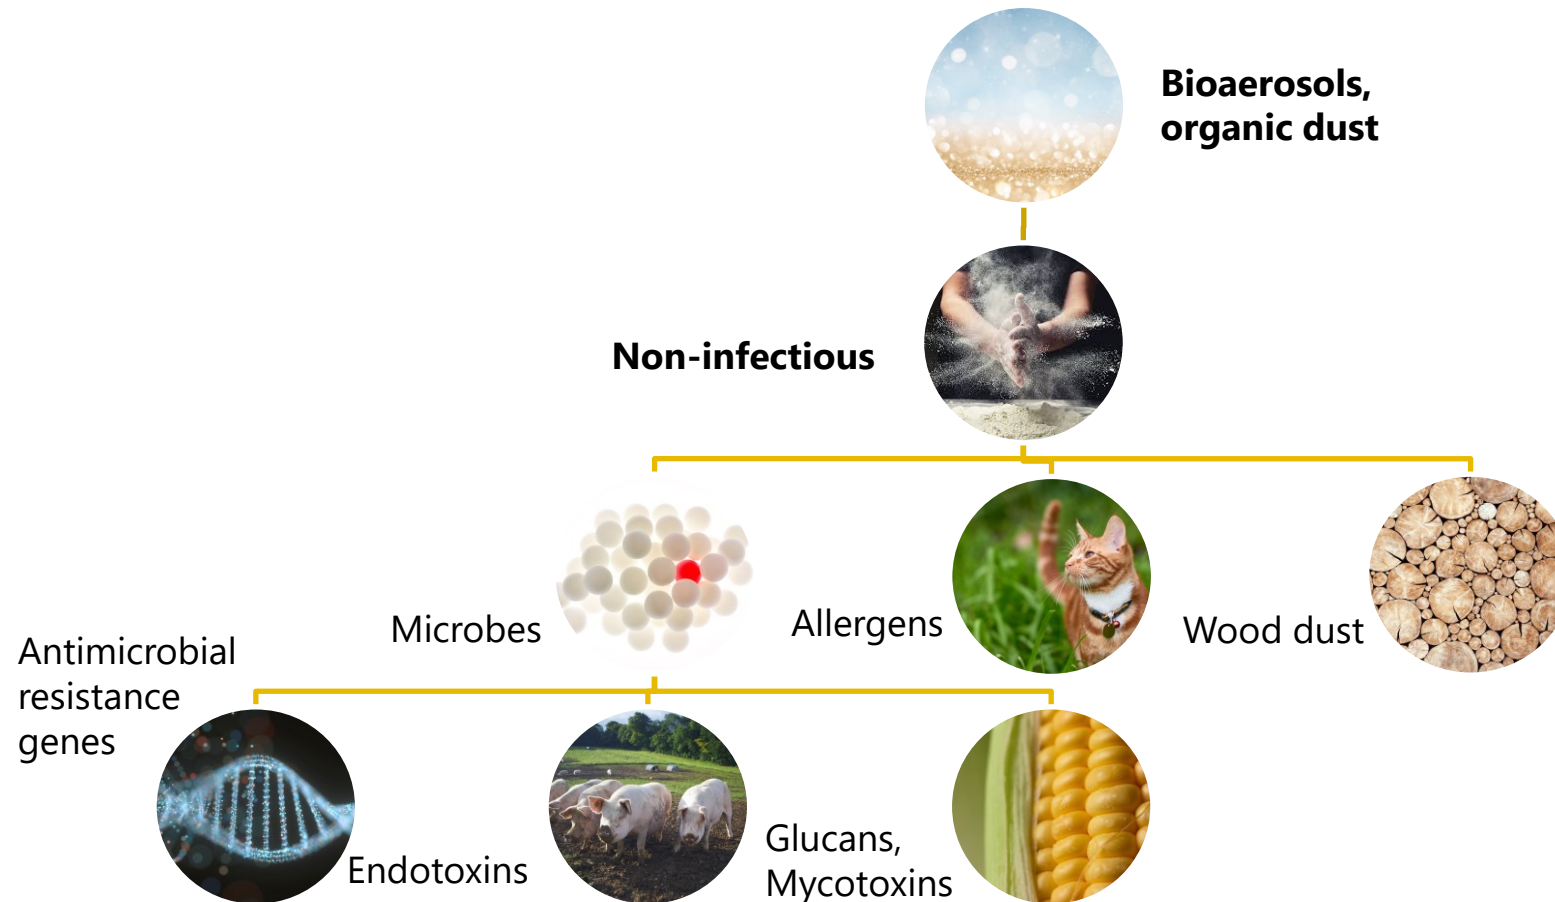 Bioaerosols,
organic dust
Non-infectious
Microbes
Allergens
Wood dust
Antimicrobial
resistance
genes
Endotoxins
Glucans,
Mycotoxins